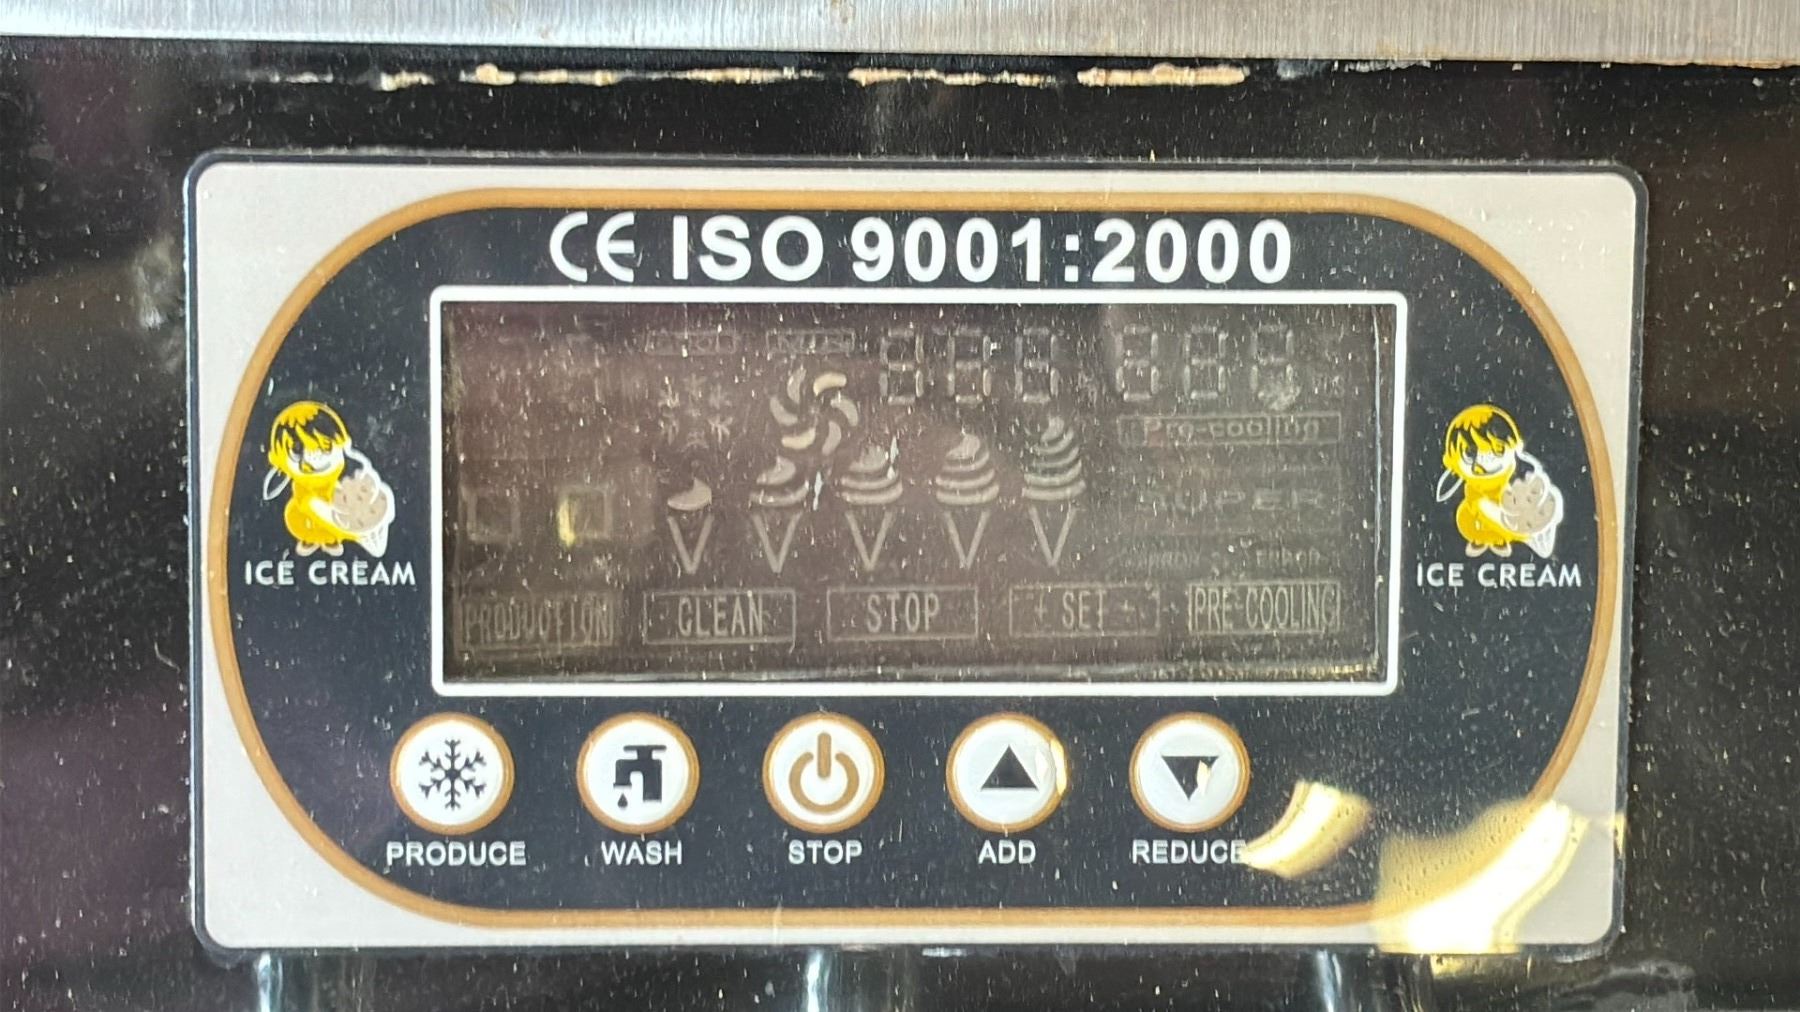 CE ISO 9001:2000
Pre-cooling
SUPER
PRODUCTION CLEAN STOP + SET - PRE-COOLING
ICE CREAM ICE CREAM
PRODUCE WASH STOP ADD REDUCE